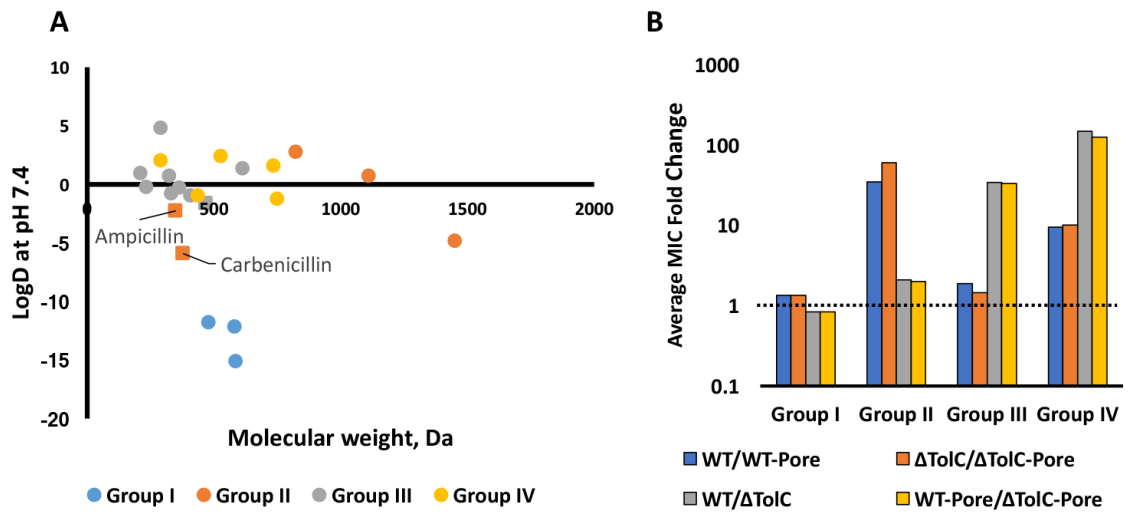 A
10
5
0
-5
-10
-15
-20
LogD at pH 7.4
0 500 1000 1500 2000
Ampicillin
Carbenicillin
Molecular weight, Da
Group I Group II Group III Group IV
B
1000
100
10
1
0.1
Average MIC Fold Change
Group I Group II Group III Group IV
WT/WT-Pore ΔTolC/ΔTolC-Pore
WT/ΔTolC WT-Pore/ΔTolC-Pore